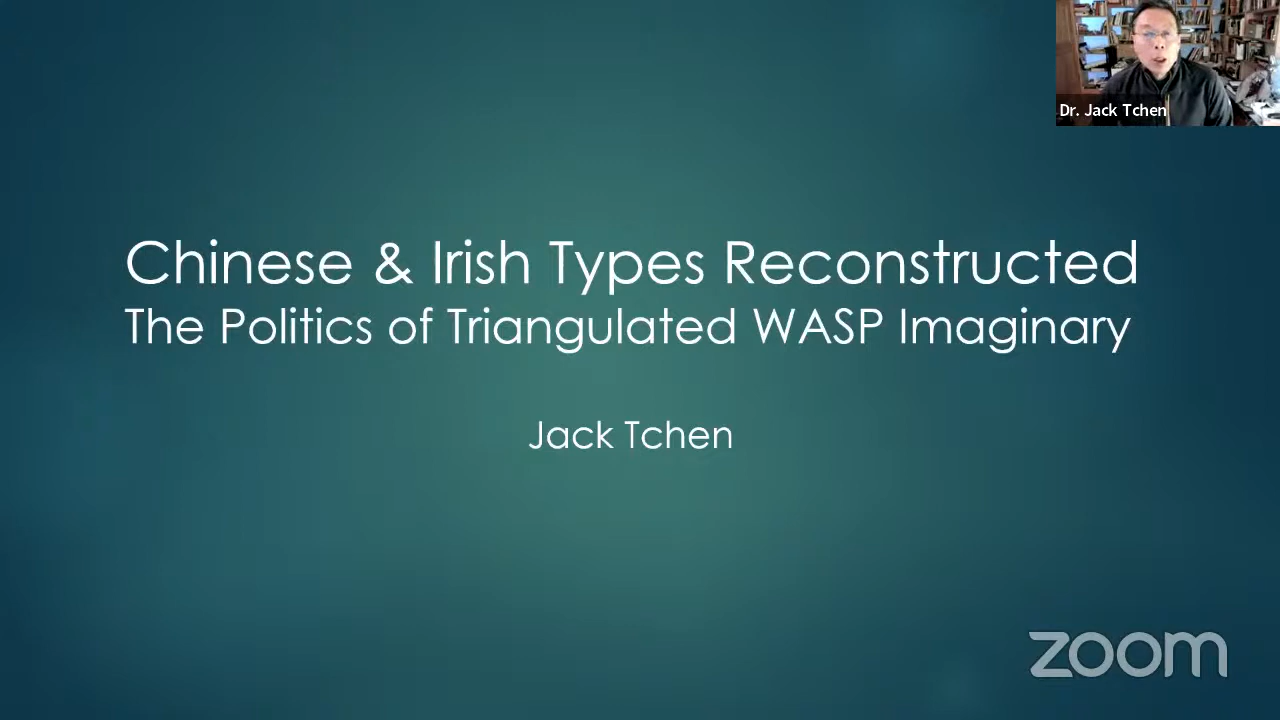 Dr. Jack Tchen
Chinese & Irish Types Reconstructed
The Politics of Triangulated WASP Imaginary
Jack Tchen
zoom